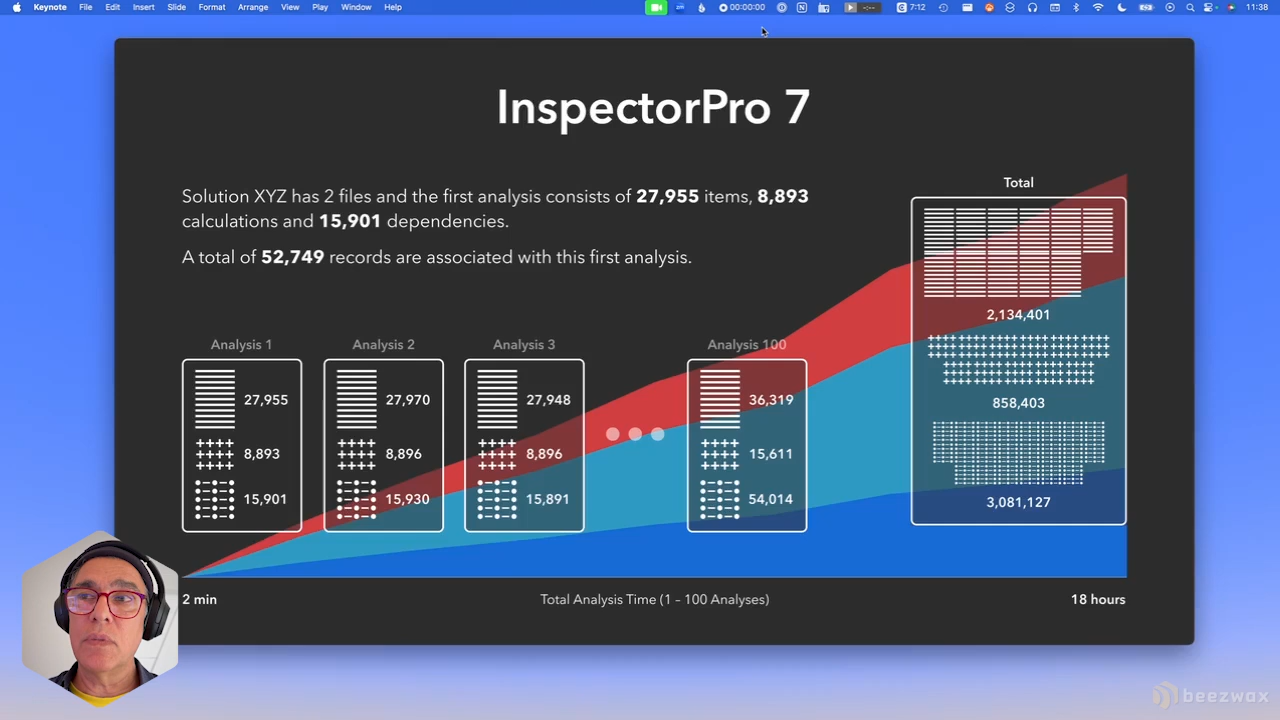 Keynote File Edit Insert Slide Format Arrange View Play Window Help 00:00:00 7:12 11:38
InspectorPro 7
Solution XYZ has 2 files and the first analysis consists of 27,955 items, 8,893
calculations and 15,901 dependencies.
A total of 52,749 records are associated with this first analysis.
Total
2,134,401
858,403
3,081,127
Analysis 1
27,955
8,893
15,901
Analysis 2
27,970
8,896
15,930
Analysis 3
27,948
8,896
15,891
Analysis 100
36,319
15,611
54,014
2 min
Total Analysis Time (1 – 100 Analyses)
18 hours
beezwax